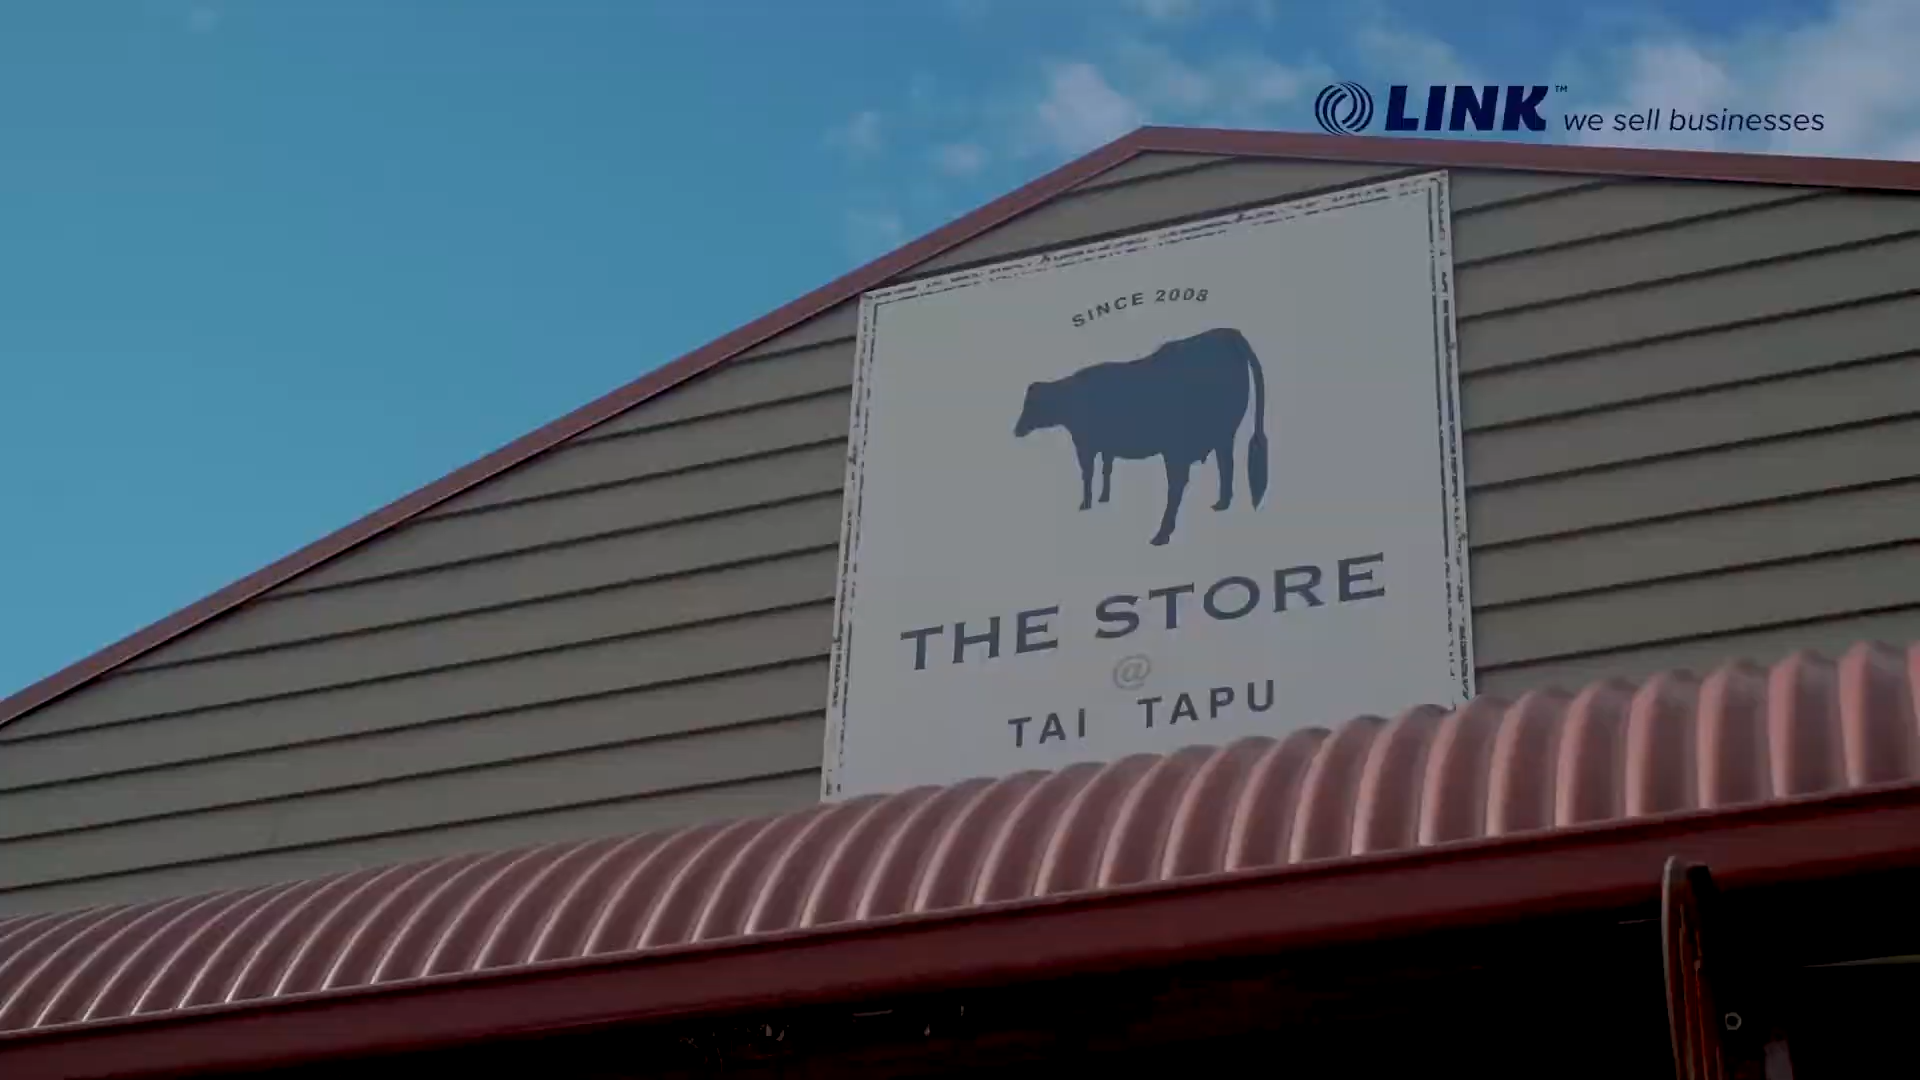 LINK™ we sell businesses
SINCE 2008
THE STORE
@
TAI TAPU